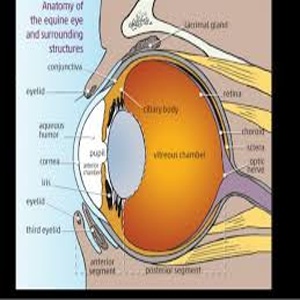 Anatomy of
the equine eye
and surrounding
structures
lacrimal gland
conjunctiva
eyelid
retina
ciliary body
aqueous
humor
choroid
pupil
vitreous chamber
sclera
cornea
anterior
chamber
optic
nerve
iris
eyelid
third eyelid
anterior
segment
posterior segment